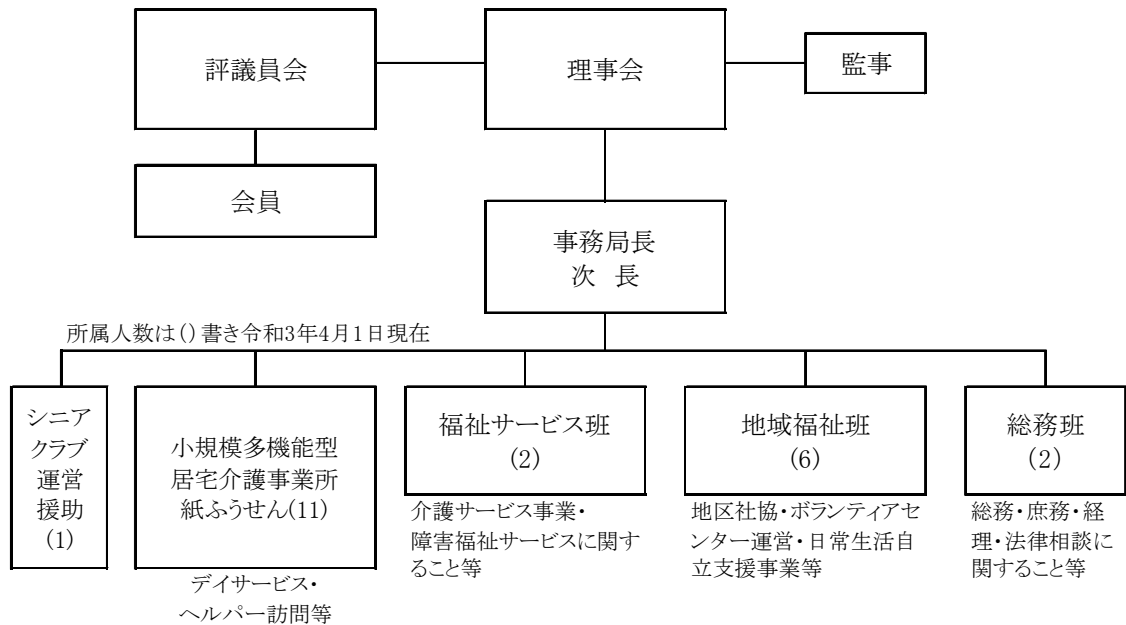 評議員会
理事会
監事
会員
事務局長
次 長
所属人数は()書き令和3年4月1日現在
シニア
クラブ
運営
援助
(1)
小規模多機能型
居宅介護事業所
紙ふうせん(11)
デイサービス・
ヘルパー訪問等
福祉サービス班
(2)
介護サービス事業・
障害福祉サービスに関す
ること等
地域福祉班
(6)
地区社協・ボランティアセ
ンター運営・日常生活自
立支援事業等
総務班
(2)
総務・庶務・経
理・法律相談に
関すること等